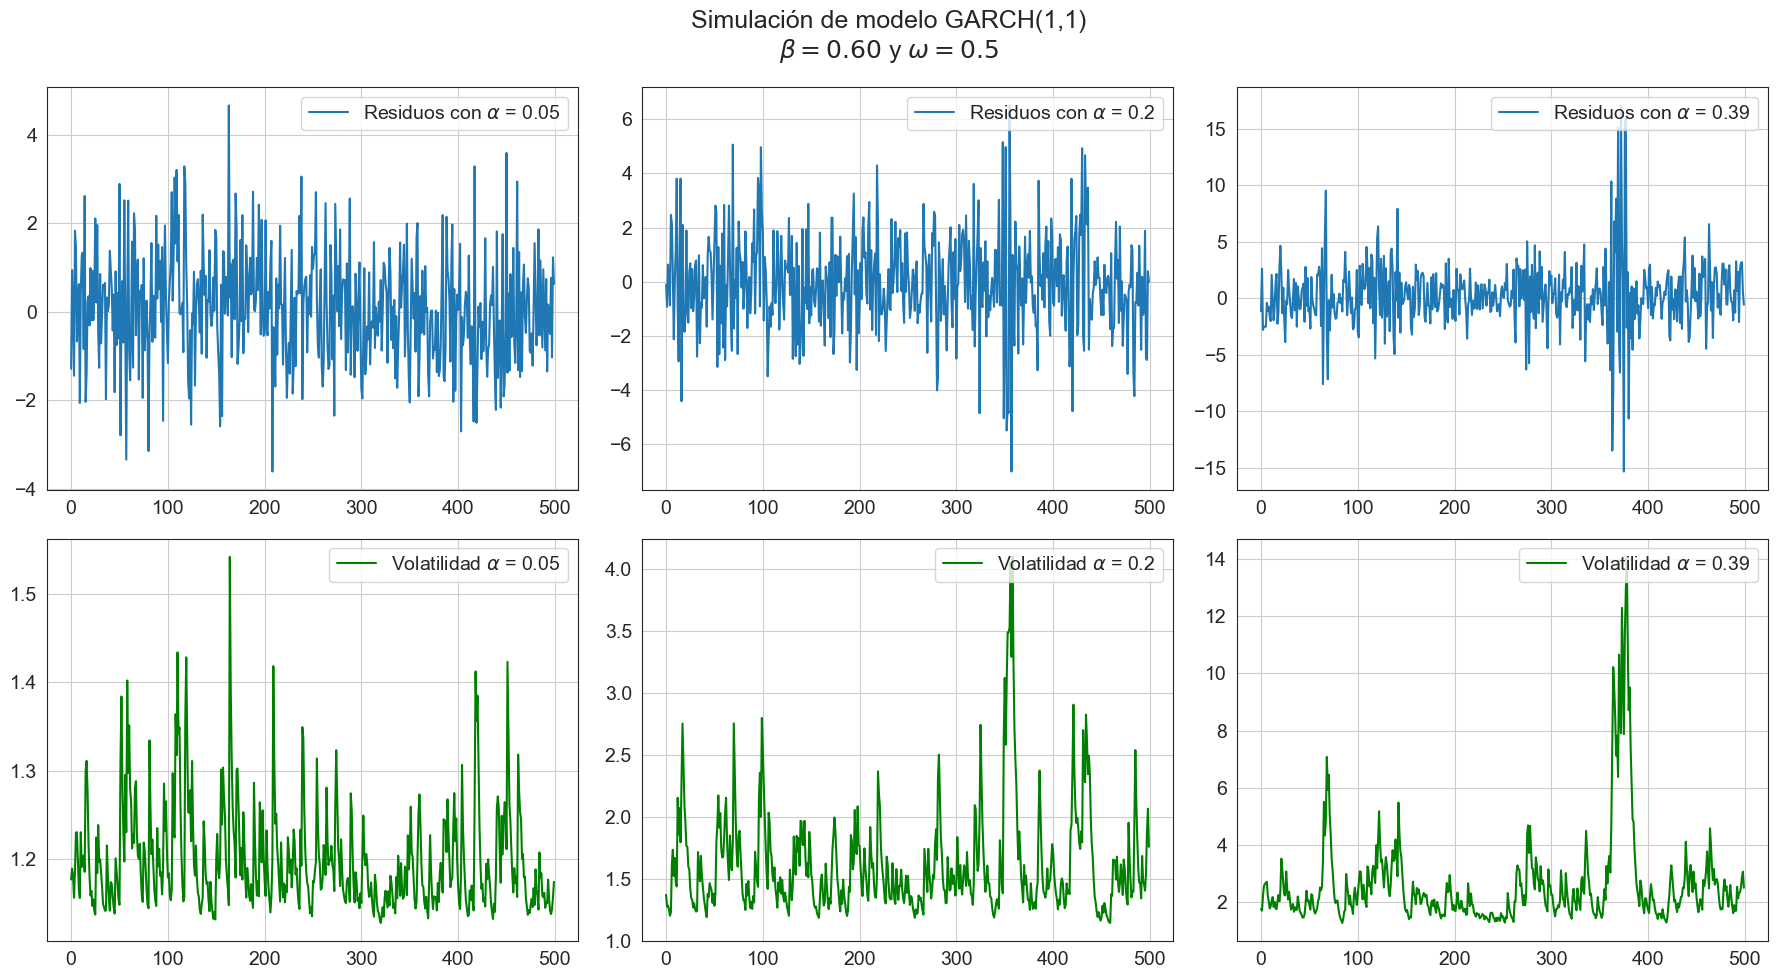 Simulación de modelo GARCH(1,1)
β = 0.60 y ω = 0.5
Residuos con α = 0.05
4
2
0
−2
−4
0 100 200 300 400 500
Residuos con α = 0.2
6
4
2
0
−2
−4
−6
0 100 200 300 400 500
Residuos con α = 0.39
15
10
5
0
−5
−10
−15
0 100 200 300 400 500
Volatilidad α = 0.05
1.5
1.4
1.3
1.2
0 100 200 300 400 500
Volatilidad α = 0.2
4.0
3.5
3.0
2.5
2.0
1.5
1.0
0 100 200 300 400 500
Volatilidad α = 0.39
14
12
10
8
6
4
2
0 100 200 300 400 500